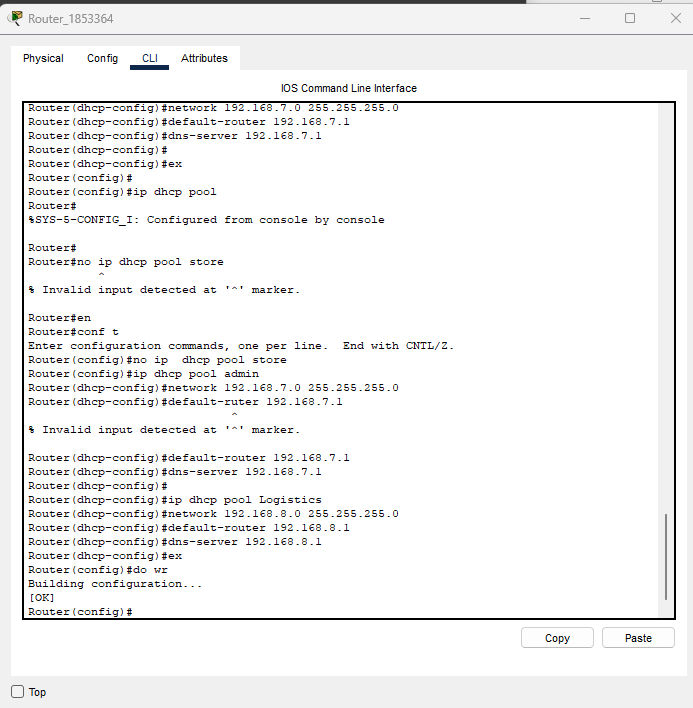 Router_1853364
Physical Config CLI Attributes
IOS Command Line Interface
Router(dhcp-config)#network 192.168.7.0 255.255.255.0
Router(dhcp-config)#default-router 192.168.7.1
Router(dhcp-config)#dns-server 192.168.7.1
Router(dhcp-config)#
Router(dhcp-config)#ex
Router(config)#
Router(config)#ip dhcp pool
Router#
%SYS-5-CONFIG_I: Configured from console by console
Router#
Router#no ip dhcp pool store
^
% Invalid input detected at '^' marker.
Router#en
Router#conf t
Enter configuration commands, one per line.  End with CNTL/Z.
Router(config)#no ip  dhcp pool store
Router(config)#ip dhcp pool admin
Router(dhcp-config)#network 192.168.7.0 255.255.255.0
Router(dhcp-config)#default-ruter 192.168.7.1
^
% Invalid input detected at '^' marker.
Router(dhcp-config)#default-router 192.168.7.1
Router(dhcp-config)#dns-server 192.168.7.1
Router(dhcp-config)#
Router(dhcp-config)#ip dhcp pool Logistics
Router(dhcp-config)#network 192.168.8.0 255.255.255.0
Router(dhcp-config)#default-router 192.168.8.1
Router(dhcp-config)#dns-server 192.168.8.1
Router(dhcp-config)#ex
Router(config)#do wr
Building configuration...
[OK]
Router(config)#
Copy Paste
Top